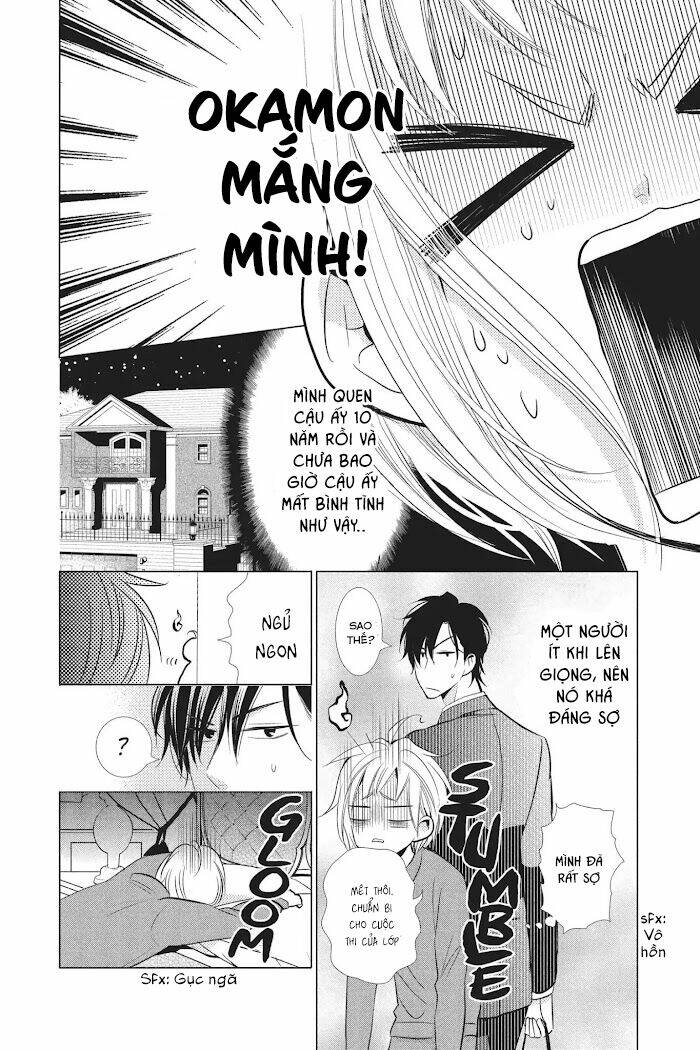 OKAMON
MẮNG
MÌNH!
MÌNH QUEN
CẬU ẤY 10
NĂM RỒI VÀ
CHƯA BAO
GIỜ CẬU ẤY
MẤT BÌNH TĨNH
NHƯ VẬY..
MỘT NGƯỜI
ÍT KHI LÊN
GIỌNG, NÊN
NÓ KHÁ
ĐÁNG SỢ
SAO
THẾ?
MÌNH ĐÃ
RẤT SỢ
STUMBLE
sfx:
Vô
hồn
MỆT THÔI.
CHUẨN BỊ
CHO CUỘC
THI CỦA LỚP
NGỦ
NGON
?
GLOOM
Sfx: Gục ngã